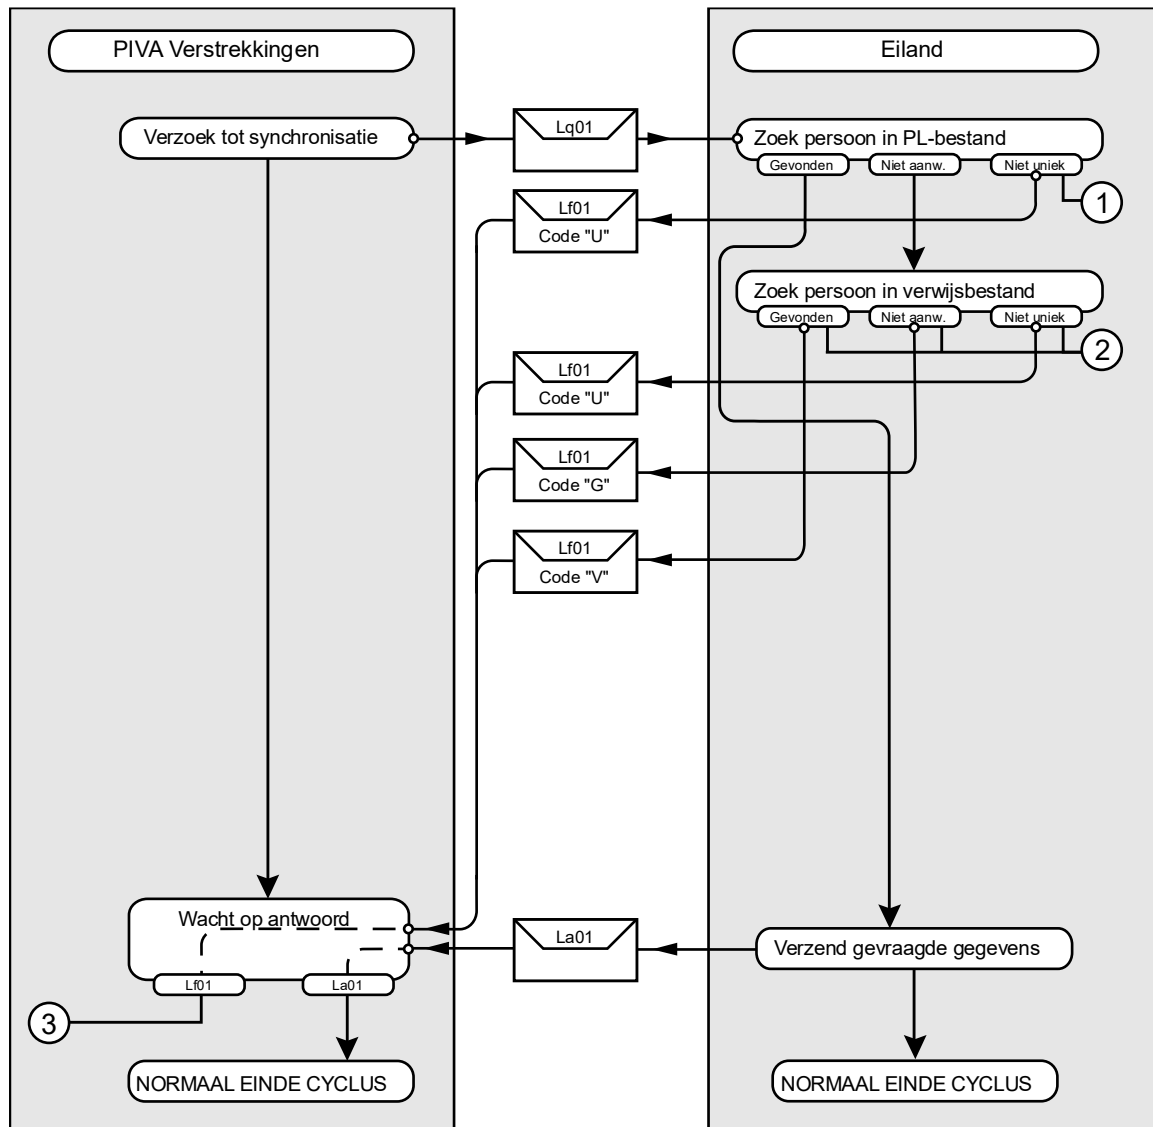 PIVA Verstrekkingen
Eiland
Verzoek tot synchronisatie
Lq01
Zoek persoon in PL-bestand
Gevonden
Niet aanw.
Niet uniek
1
Lf01
Code "U"
Zoek persoon in verwijsbestand
Gevonden
Niet aanw.
Niet uniek
2
Lf01
Code "U"
Lf01
Code "G"
Lf01
Code "V"
Wacht op antwoord
La01
Verzend gevraagde gegevens
Lf01
La01
3
NORMAAL EINDE CYCLUS
NORMAAL EINDE CYCLUS